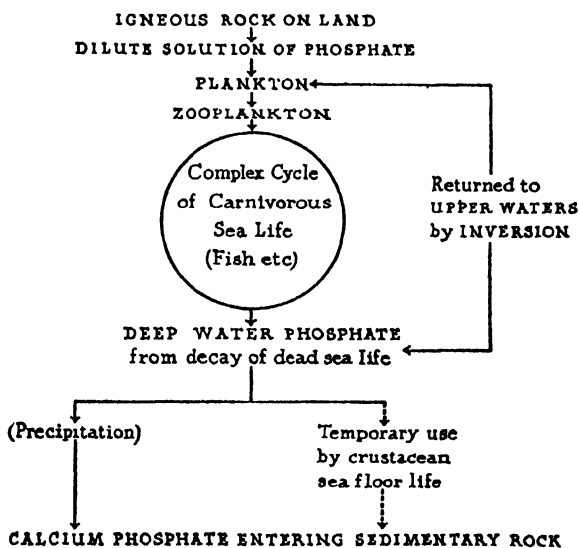 IGNEOUS ROCK ON LAND
DILUTE SOLUTION OF PHOSPHATE
PLANKTON
ZOOPLANKTON
Complex Cycle
of Carnivorous
Sea Life
(Fish etc)
Returned to
UPPER WATERS
by INVERSION
DEEP WATER PHOSPHATE
from decay of dead sea life
(Precipitation)
Temporary use
by crustacean
sea floor life
CALCIUM PHOSPHATE ENTERING SEDIMENTARY ROCK